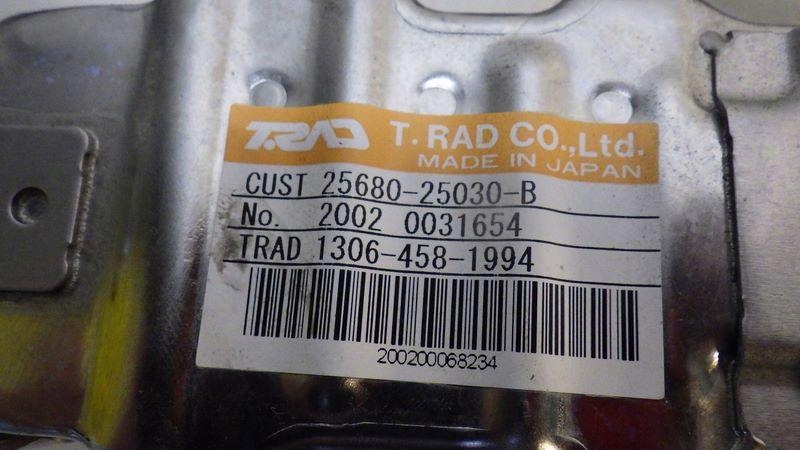 T.RAD T.RAD CO.,Ltd.
MADE IN JAPAN
CUST 25680-25030-B
No. 2002 0031654
TRAD 1306-458-1994
200200068234